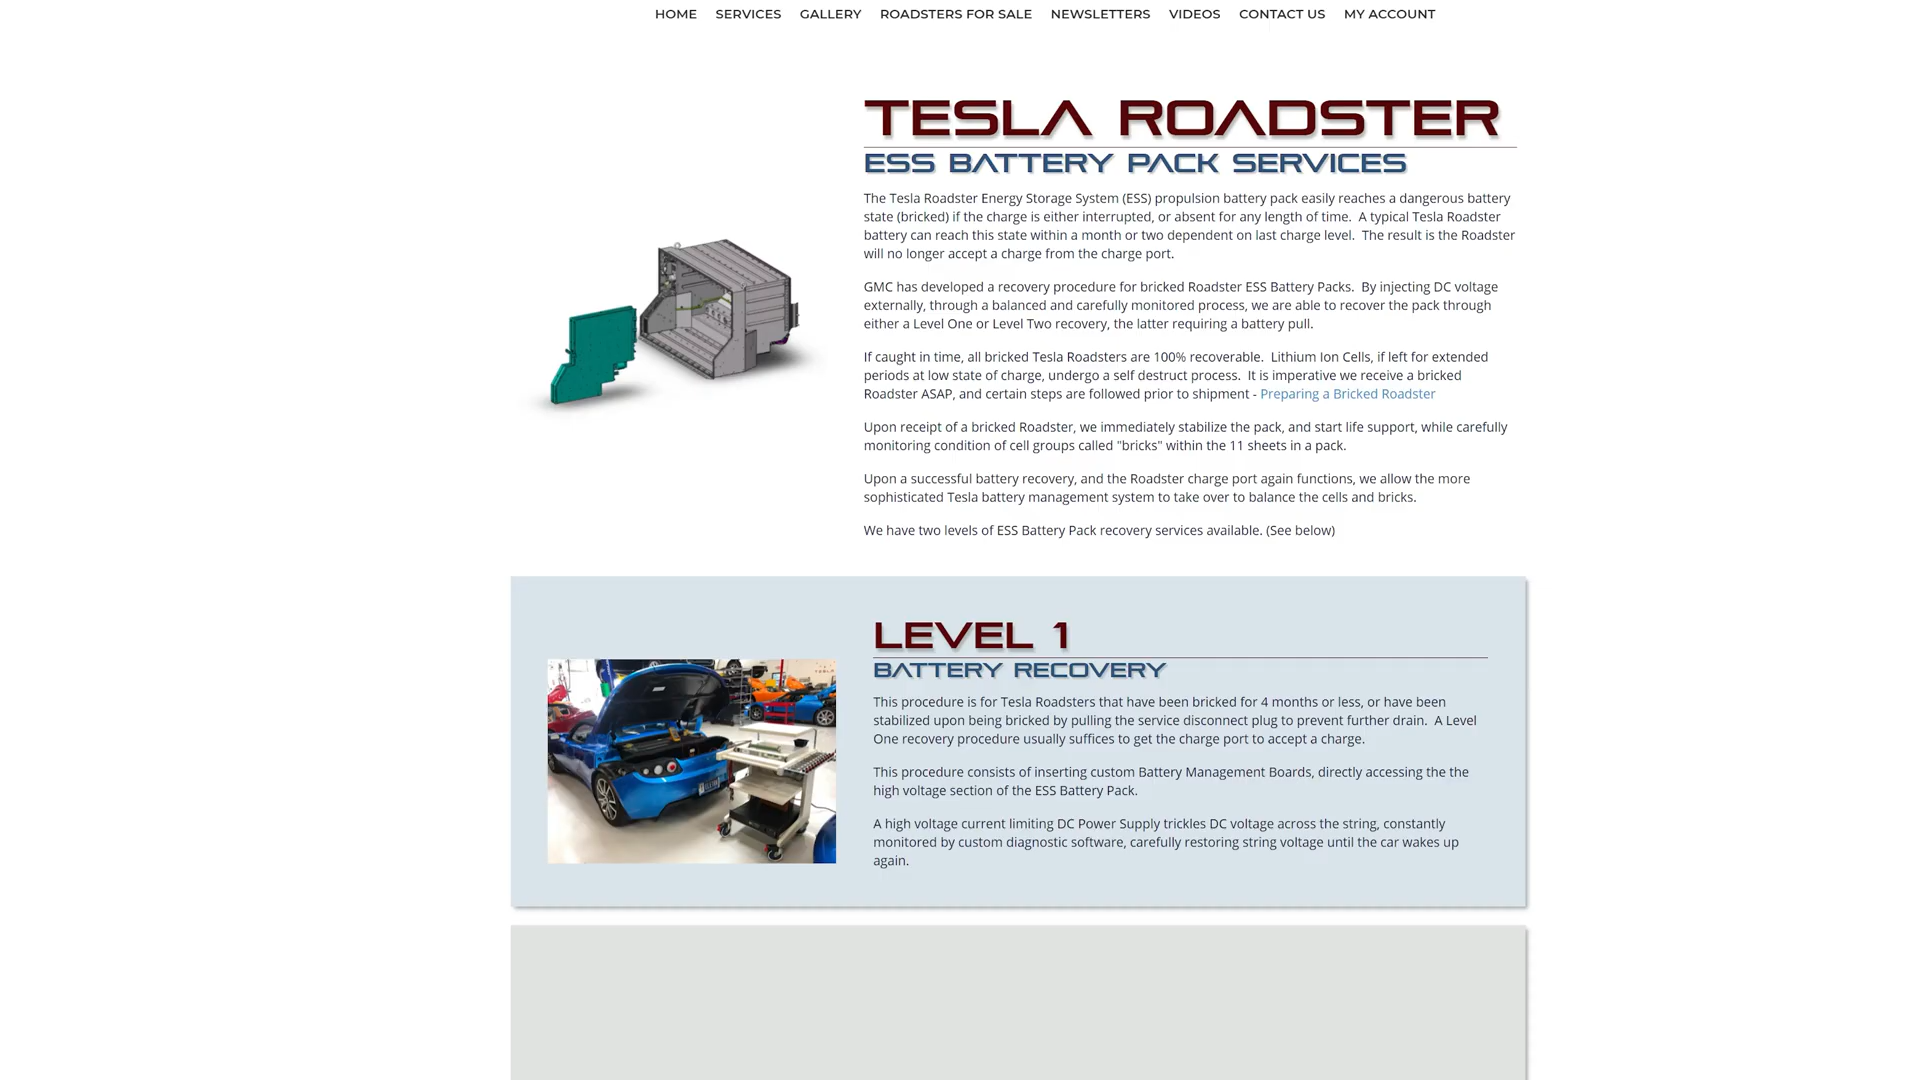 HOME SERVICES GALLERY ROADSTERS FOR SALE NEWSLETTERS VIDEOS CONTACT US MY ACCOUNT
TESLA ROADSTER
ESS BATTERY PACK SERVICES
The Tesla Roadster Energy Storage System (ESS) propulsion battery pack easily reaches a dangerous battery
state (bricked) if the charge is either interrupted, or absent for any length of time.  A typical Tesla Roadster
battery can reach this state within a month or two dependent on last charge level.  The result is the Roadster
will no longer accept a charge from the charge port.
GMC has developed a recovery procedure for bricked Roadster ESS Battery Packs.  By injecting DC voltage
externally, through a balanced and carefully monitored process, we are able to recover the pack through
either a Level One or Level Two recovery, the latter requiring a battery pull.
If caught in time, all bricked Tesla Roadsters are 100% recoverable.  Lithium Ion Cells, if left for extended
periods at low state of charge, undergo a self destruct process.  It is imperative we receive a bricked
Roadster ASAP, and certain steps are followed prior to shipment - Preparing a Bricked Roadster
Upon receipt of a bricked Roadster, we immediately stabilize the pack, and start life support, while carefully
monitoring condition of cell groups called "bricks" within the 11 sheets in a pack.
Upon a successful battery recovery, and the Roadster charge port again functions, we allow the more
sophisticated Tesla battery management system to take over to balance the cells and bricks.
We have two levels of ESS Battery Pack recovery services available. (See below)
LEVEL 1
BATTERY RECOVERY
This procedure is for Tesla Roadsters that have been bricked for 4 months or less, or have been
stabilized upon being bricked by pulling the service disconnect plug to prevent further drain.  A Level
One recovery procedure usually suffices to get the charge port to accept a charge.
This procedure consists of inserting custom Battery Management Boards, directly accessing the the
high voltage section of the ESS Battery Pack.
A high voltage current limiting DC Power Supply trickles DC voltage across the string, constantly
monitored by custom diagnostic software, carefully restoring string voltage until the car wakes up
again.